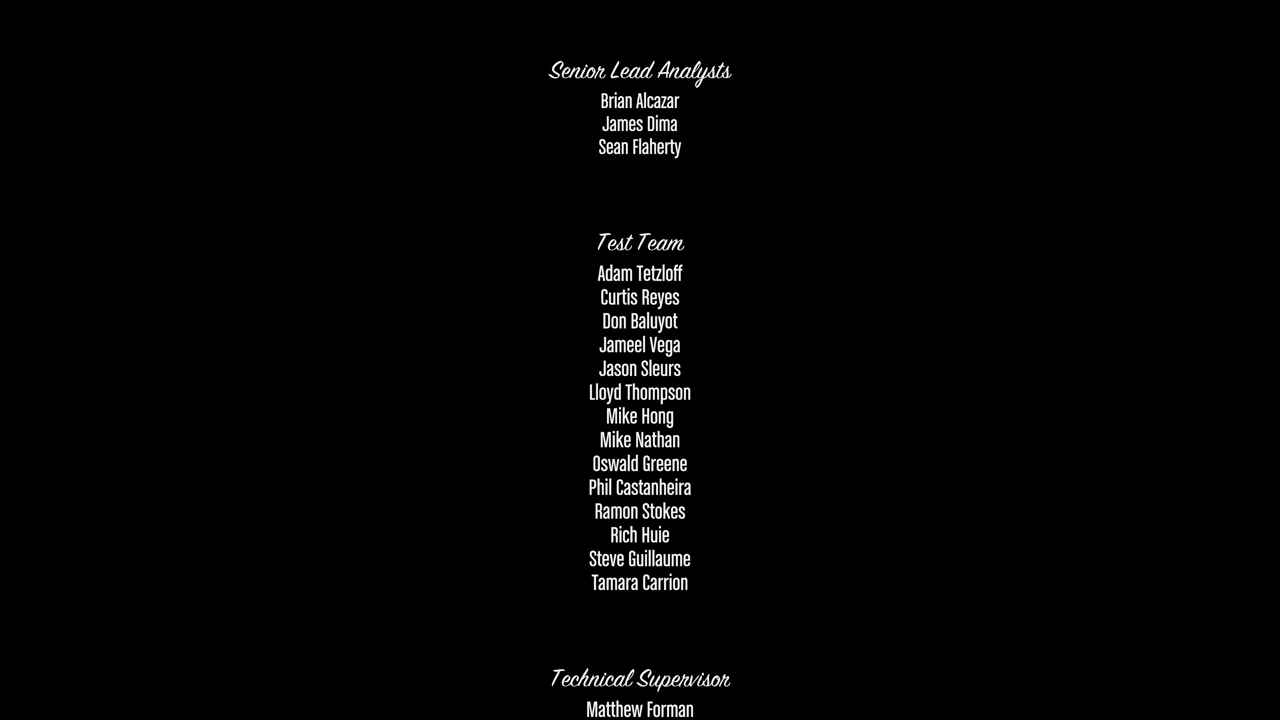 Senior Lead Analysts
Brian Alcazar
James Dima
Sean Flaherty
Test Team
Adam Tetzloff
Curtis Reyes
Don Baluyot
Jameel Vega
Jason Sleurs
Lloyd Thompson
Mike Hong
Mike Nathan
Oswald Greene
Phil Castanheira
Ramon Stokes
Rich Huie
Steve Guillaume
Tamara Carrion
Technical Supervisor
Matthew Forman